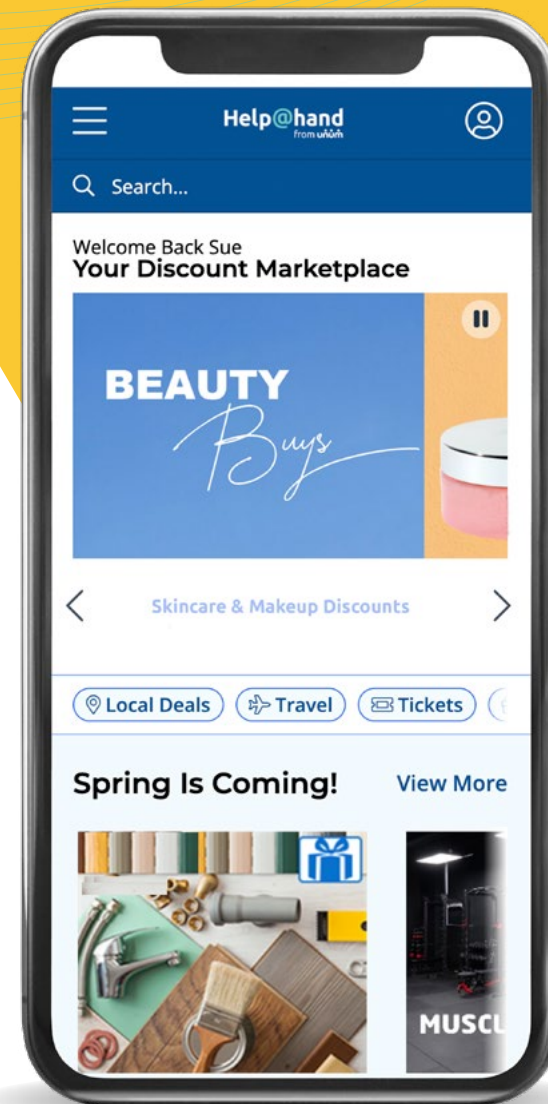 Help@hand
from unum
Search...
Welcome Back Sue
Your Discount Marketplace
BEAUTY
Buys
Skincare & Makeup Discounts
Local Deals
Travel
Tickets
Spring Is Coming!
View More